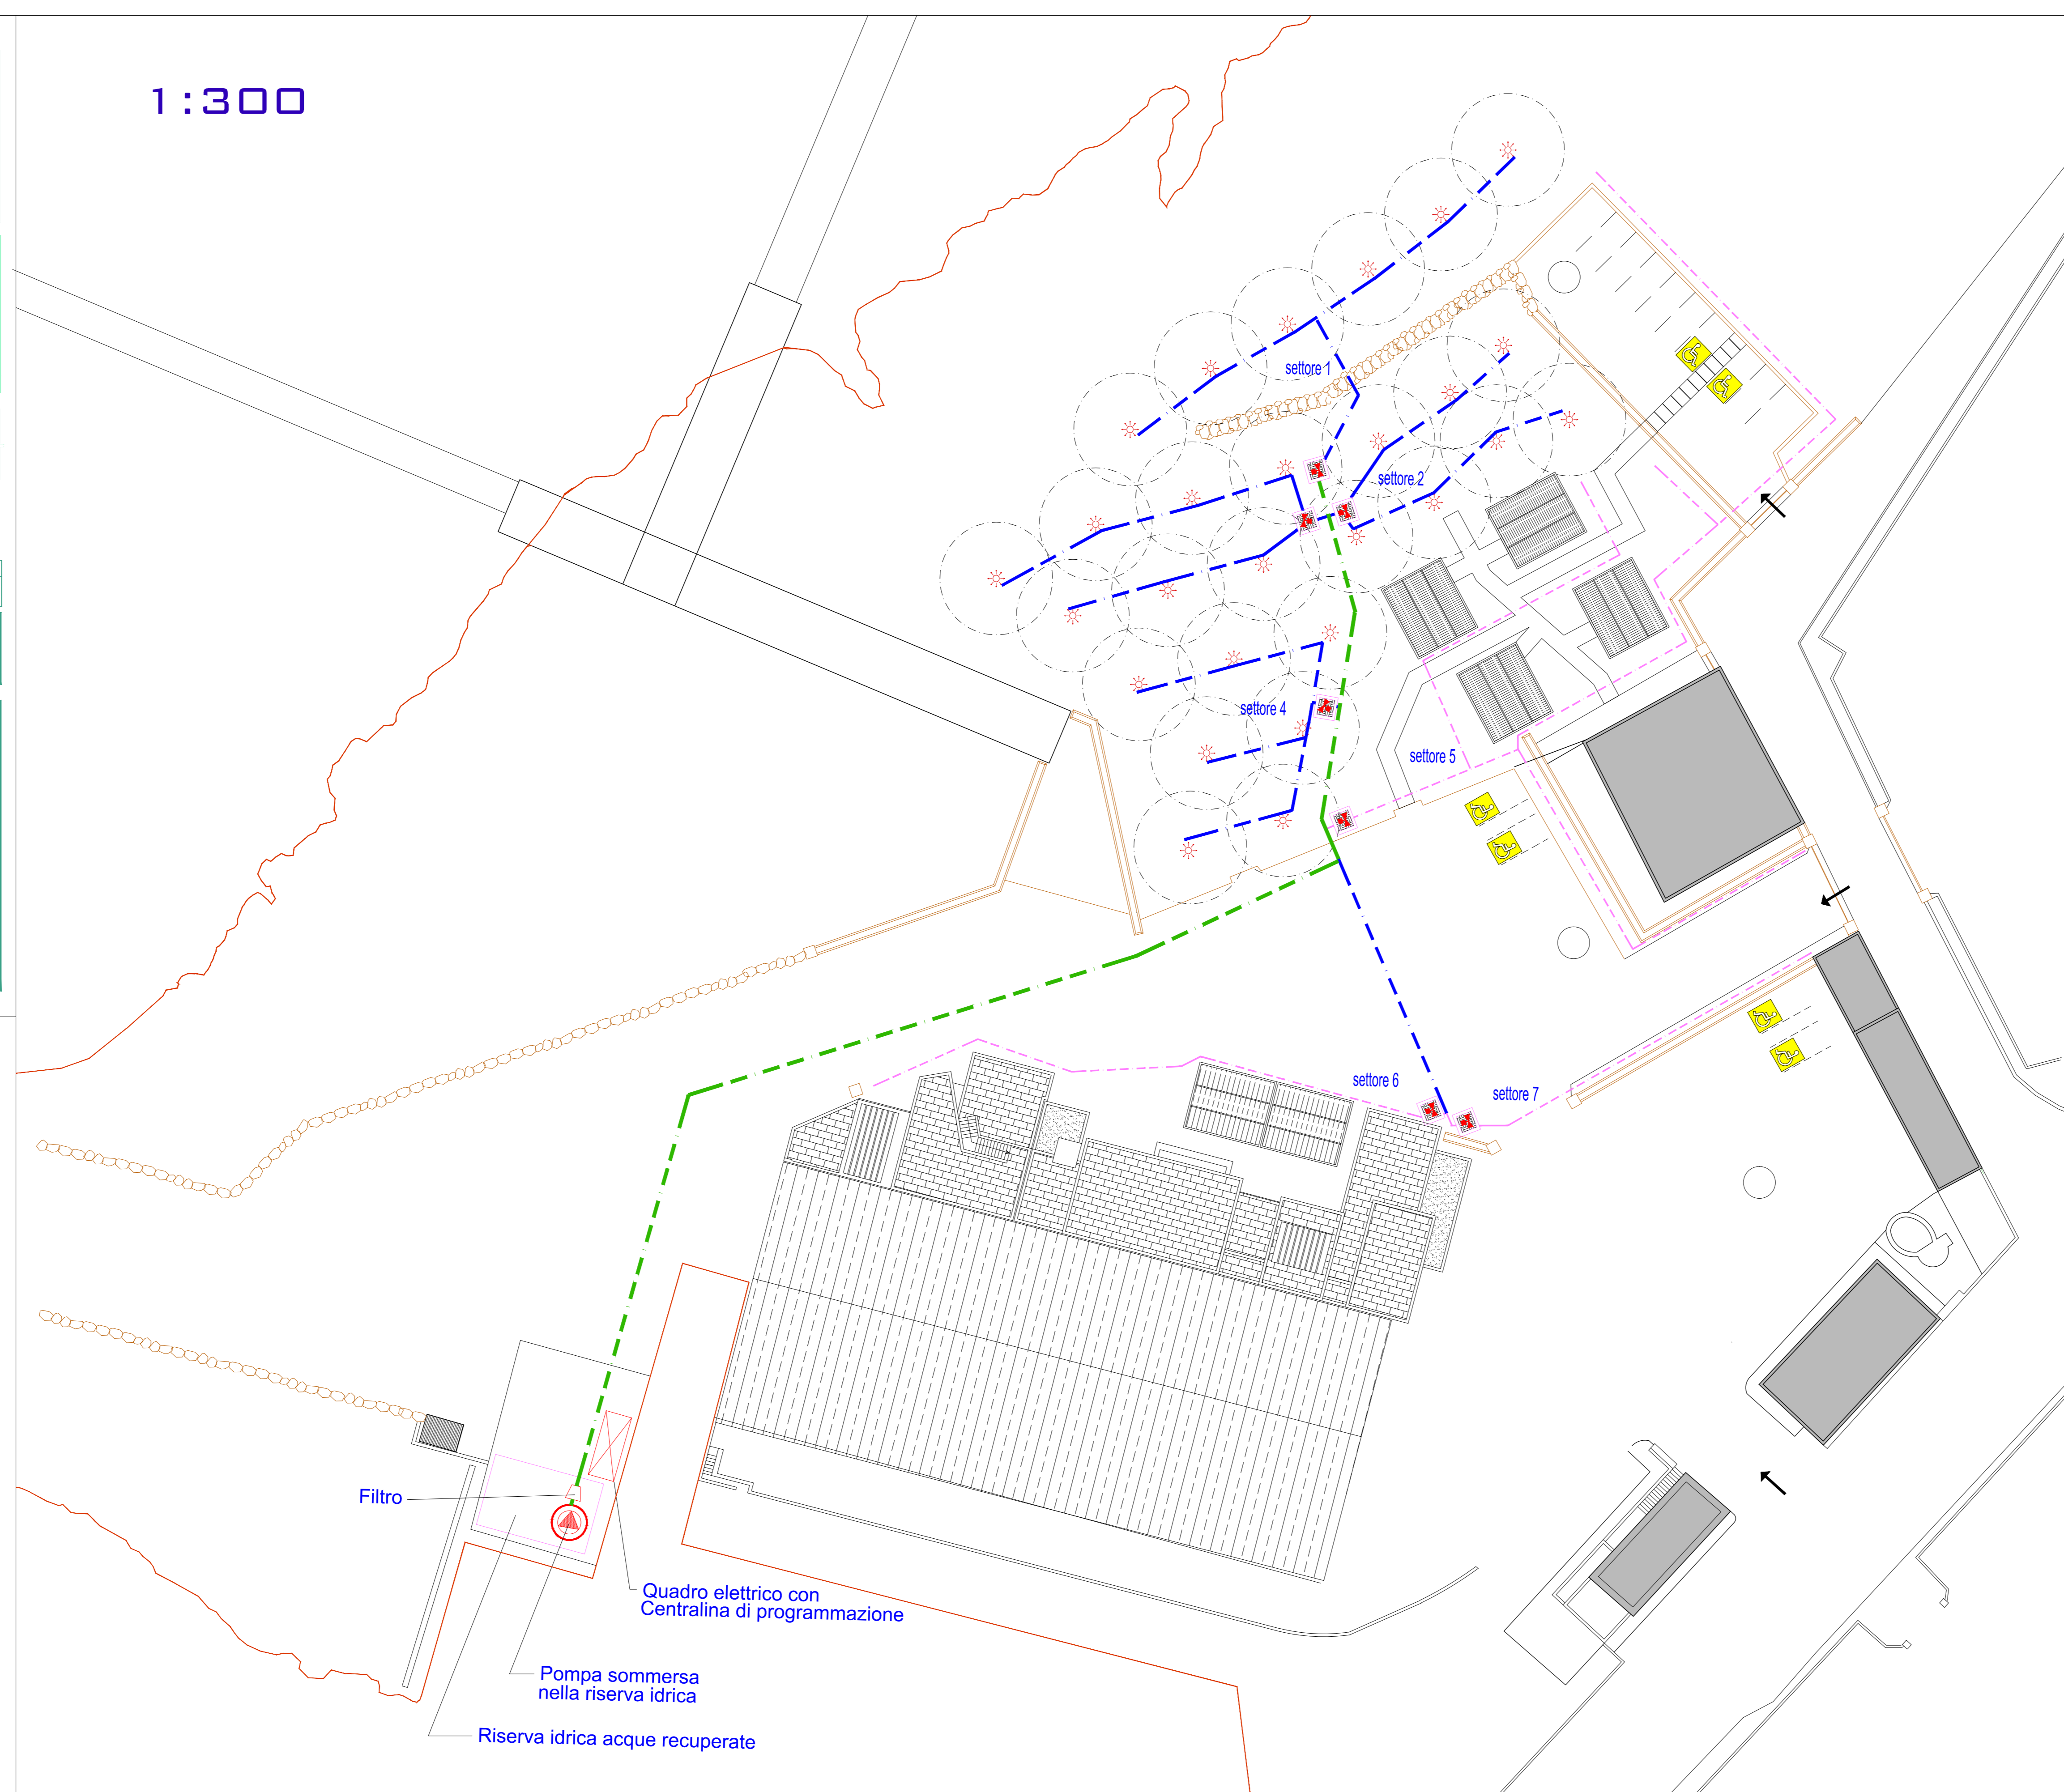 1:300
settore 1
settore 2
settore 4
settore 5
settore 6
settore 7
Filtro
Quadro elettrico con
Centralina di programmazione
Pompa sommersa
nella riserva idrica
Riserva idrica acque recuperate